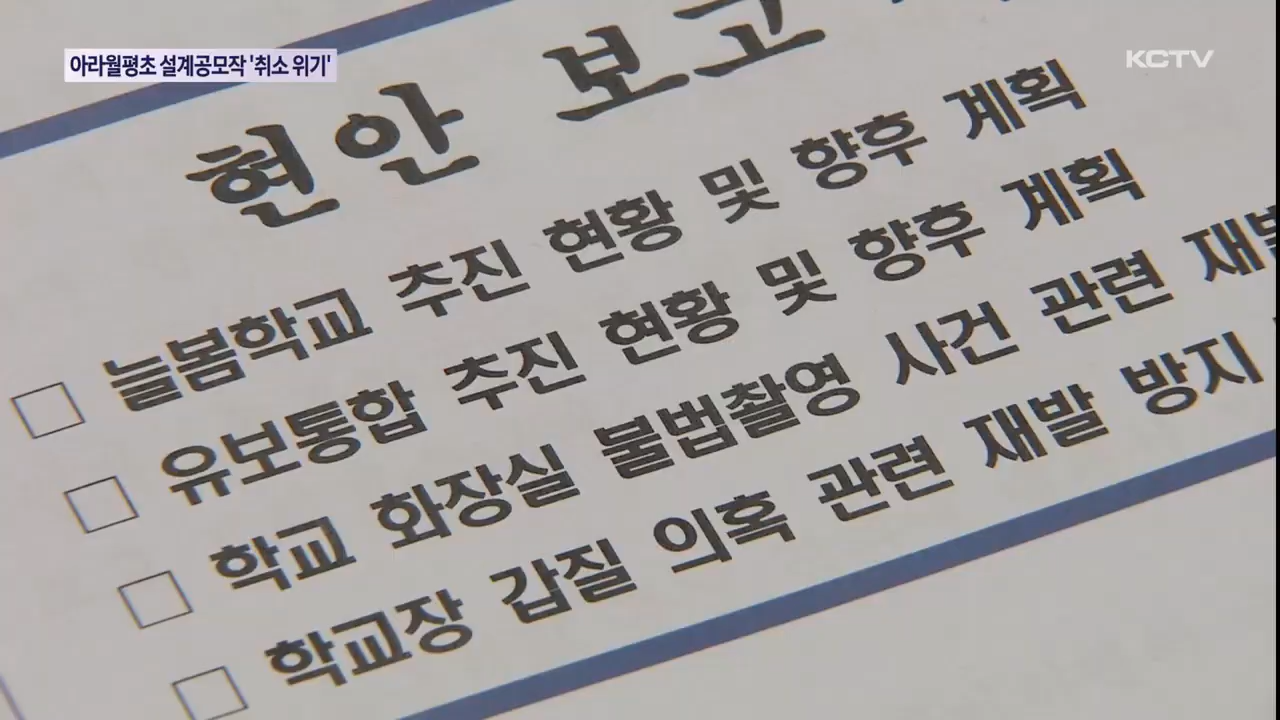 아라월평초 설계공모작 '취소 위기'
KCTV
현안 보고
□ 늘봄학교 추진 현황 및 향후 계획
□ 유보통합 추진 현황 및 향후 계획
□ 학교 화장실 불법촬영 사건 관련
□ 학교장 갑질 의혹 관련 재발 방지